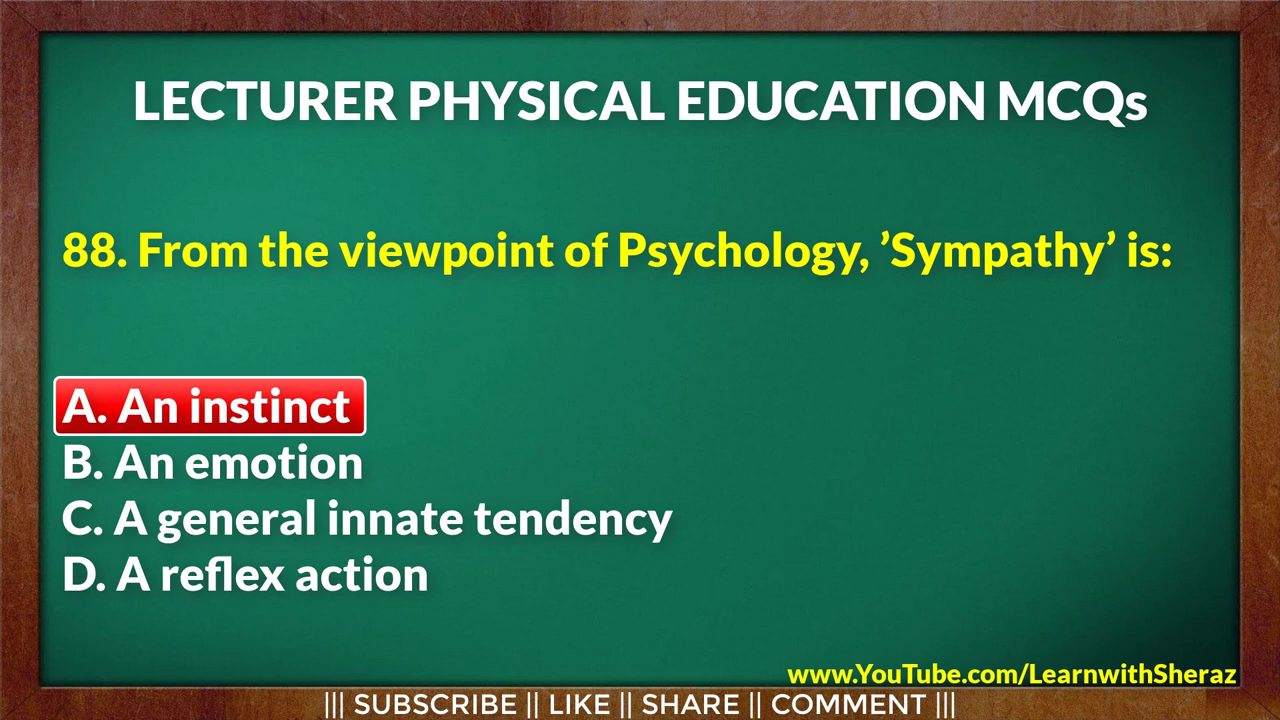 LECTURER PHYSICAL EDUCATION MCQs
88. From the viewpoint of Psychology, ’Sympathy’ is:
A. An instinct
B. An emotion
C. A general innate tendency
D. A reflex action
www.YouTube.com/LearnwithSheraz
||| SUBSCRIBE || LIKE || SHARE || COMMENT |||